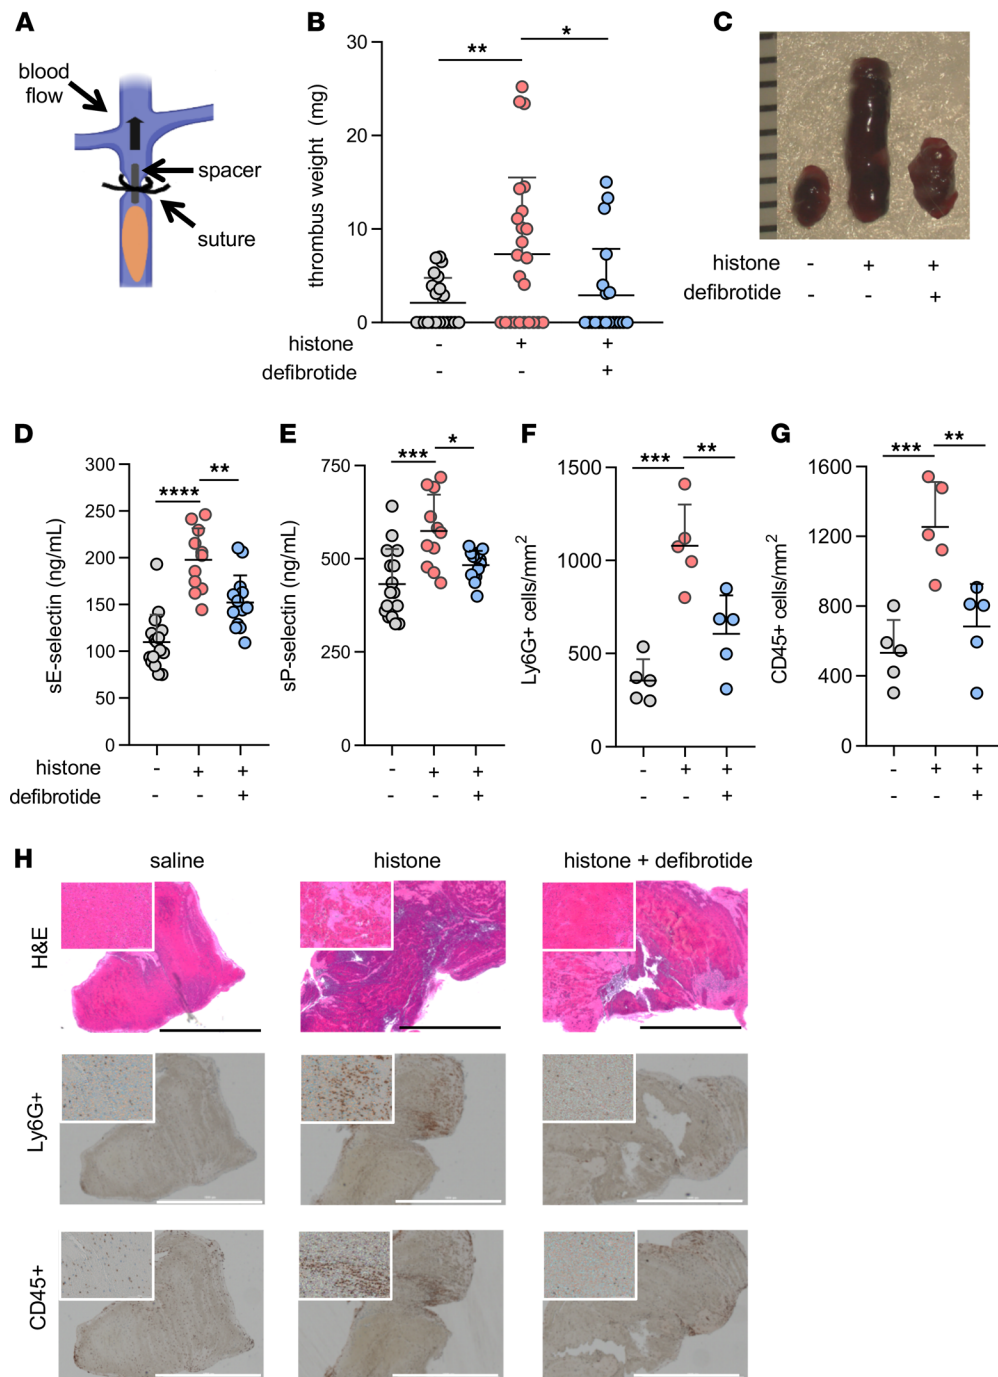 A
blood
flow
spacer
suture
B
thrombus weight (mg)
30
20
10
0
** *
histone - + +
defibrotide - - +
C
histone - + +
defibrotide - - +
D
sE-selectin (ng/mL)
300
250
200
150
100
50
0
**** **
histone - + +
defibrotide - - +
E
sP-selectin (ng/mL)
750
500
250
0
*** *
- + +
- - +
F
Ly6G+ cells/mm²
1500
1000
500
0
*** **
- + +
- - +
G
CD45+ cells/mm²
1600
1200
800
400
0
*** **
- + +
- - +
H
saline histone histone + defibrotide
H&E
Ly6G+
CD45+